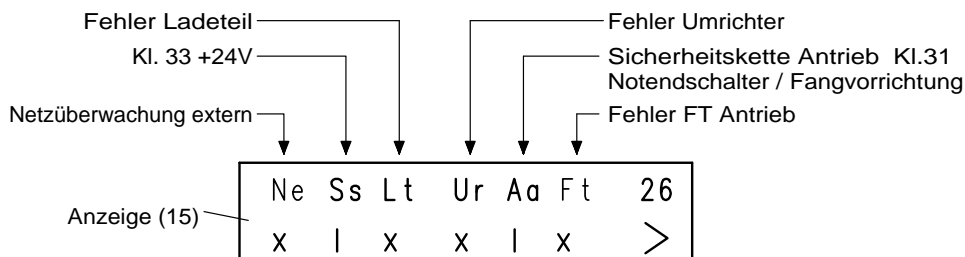 Fehler Ladeteil
Fehler Umrichter
Kl. 33 +24V
Sicherheitskette Antrieb Kl.31
Notendschalter / Fangvorrichtung
Netzüberwachung extern
Fehler FT Antrieb
Ne Ss Lt Ur Aa Ft 26
Anzeige (15)
x I x x I x >